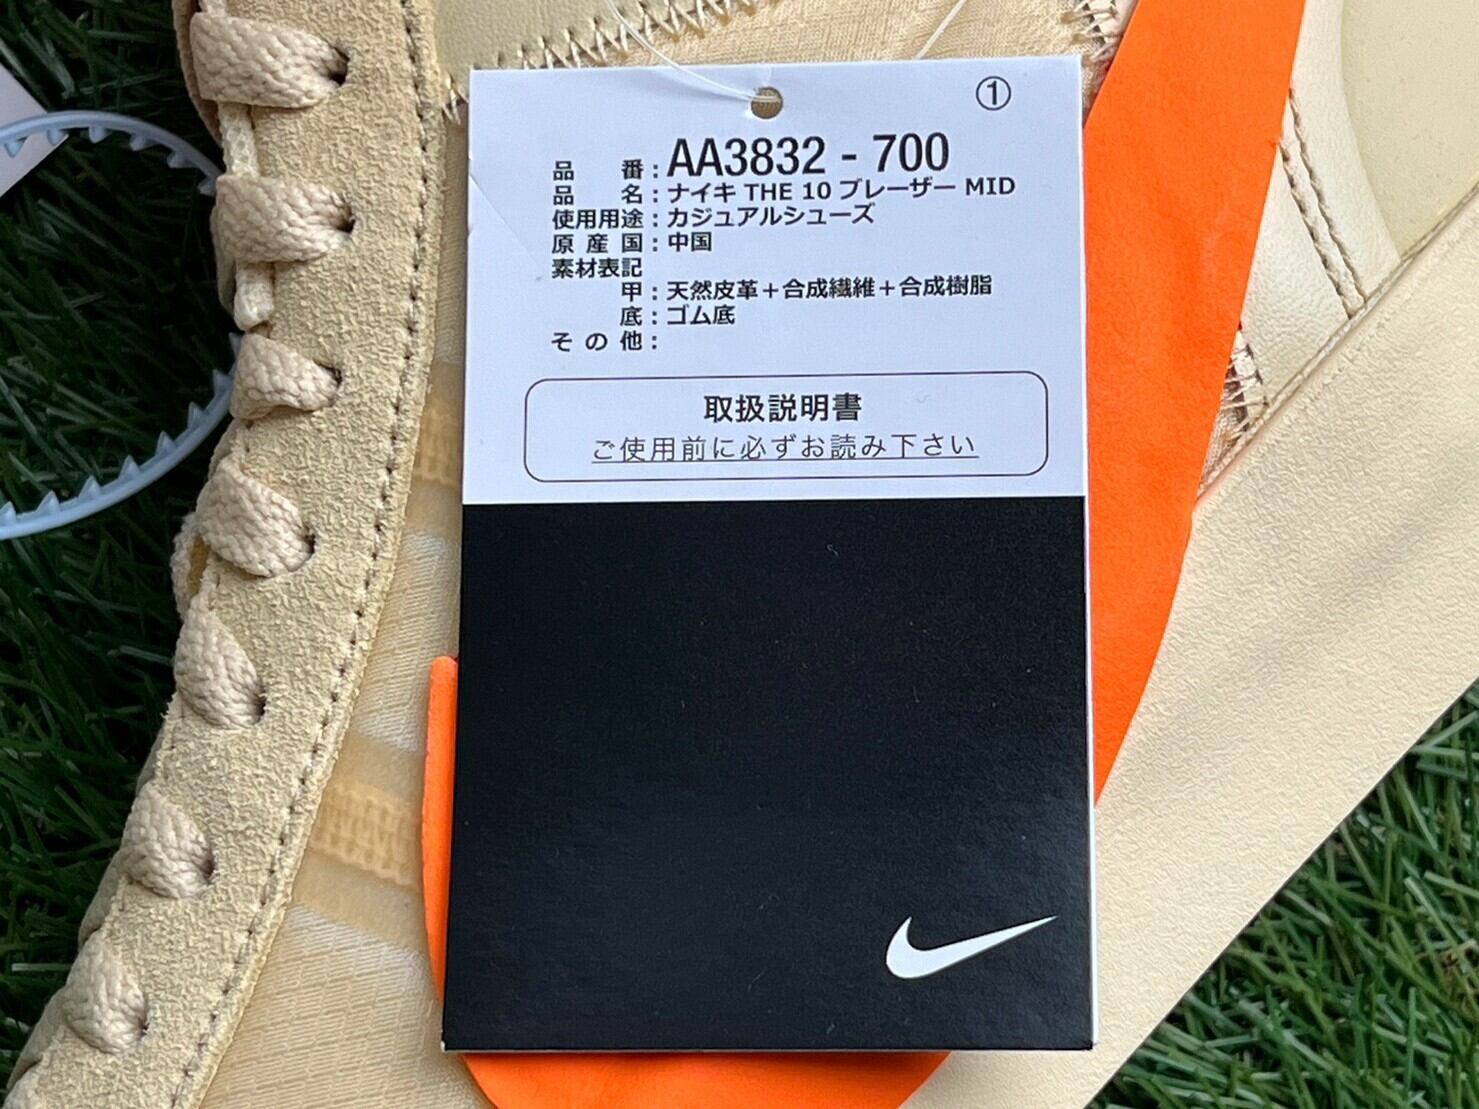 ①
品 番：AA3832 - 700
品 名：ナイキ THE 10 ブレーザー MID
使用用途：カジュアルシューズ
原産国：中国
素材表記
甲：天然皮革＋合成繊維＋合成樹脂
底：ゴム底
その他：
取扱説明書
ご使用前に必ずお読み下さい